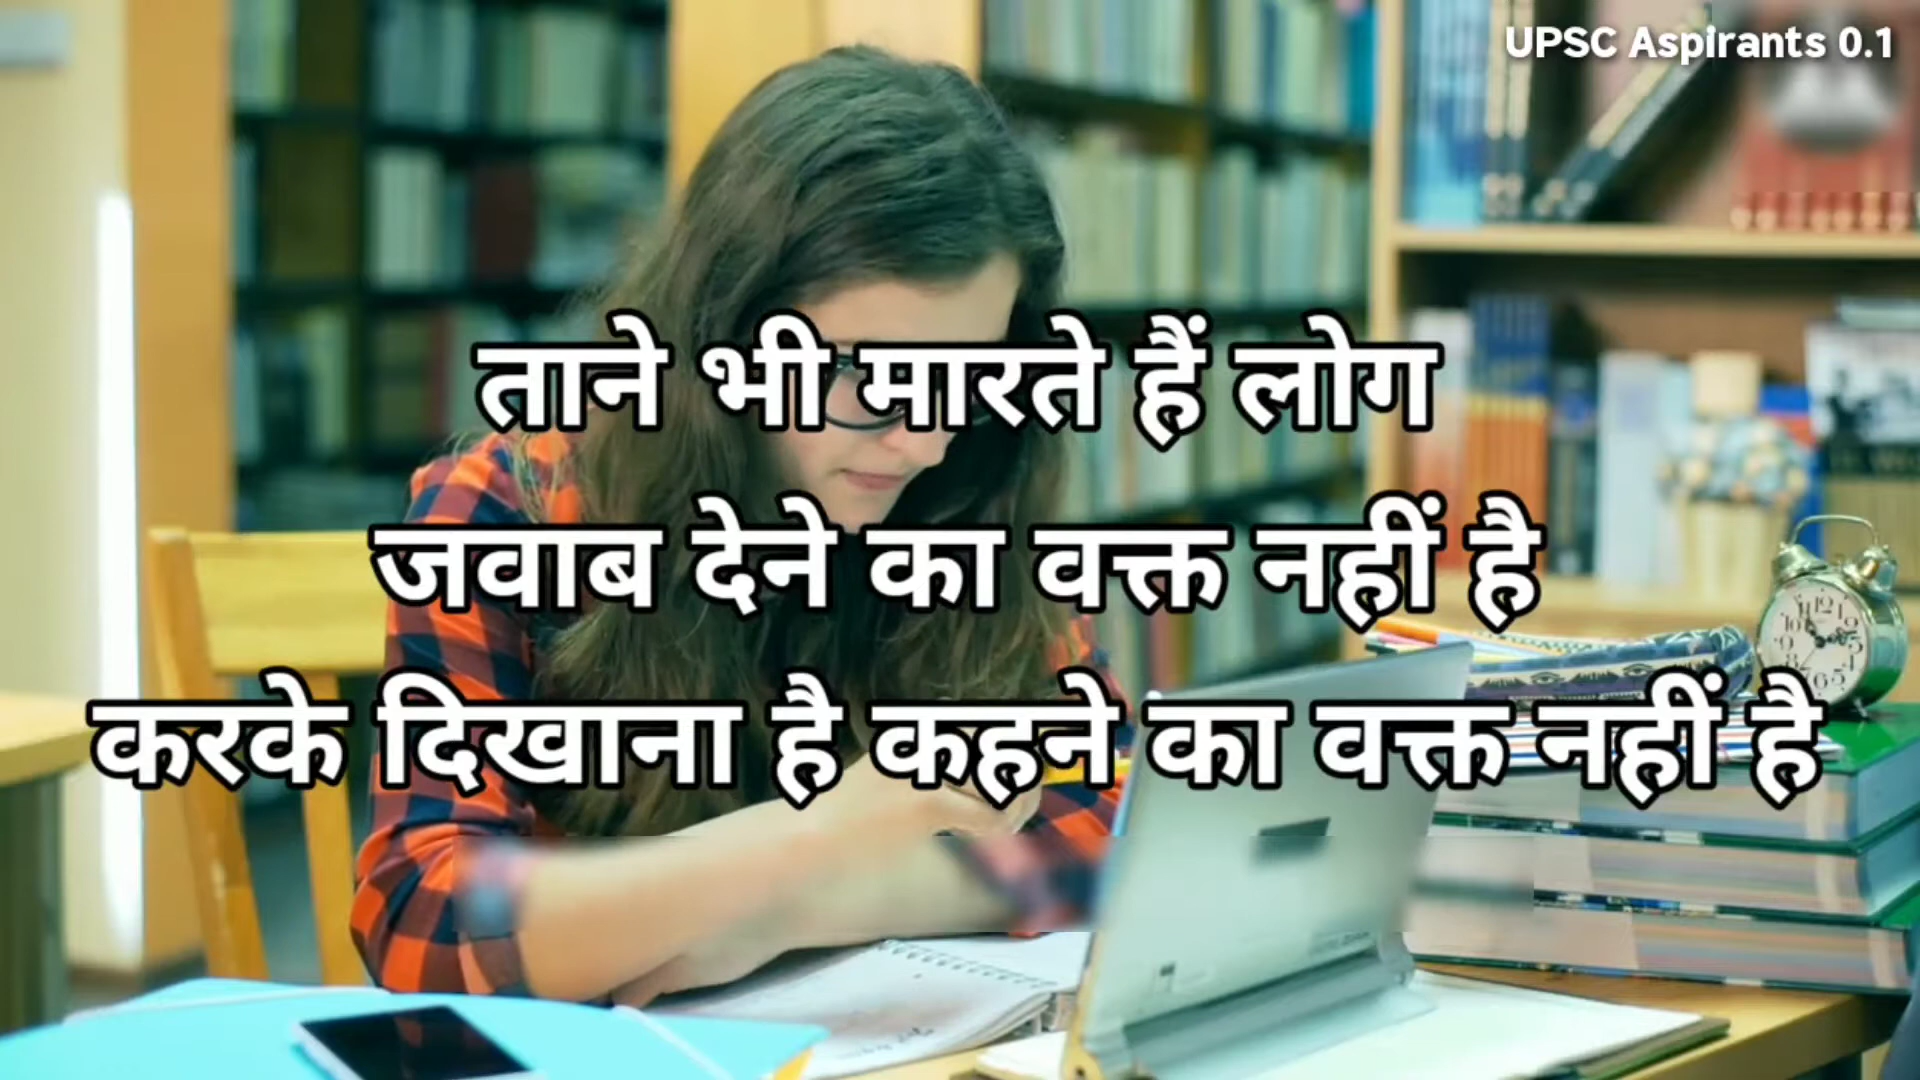 UPSC Aspirants 0.1
ताने भी मारते हैं लोग
जवाब देने का वक्त नहीं है
करके दिखाना है कहने का वक्त नहीं है